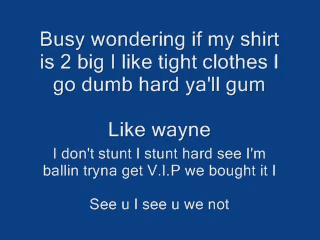 Busy wondering if my shirt
is 2 big I like tight clothes I
go dumb hard ya'll gum
Like wayne
I don't stunt I stunt hard see I'm
ballin tryna get V.I.P we bought it I
See u I see u we not